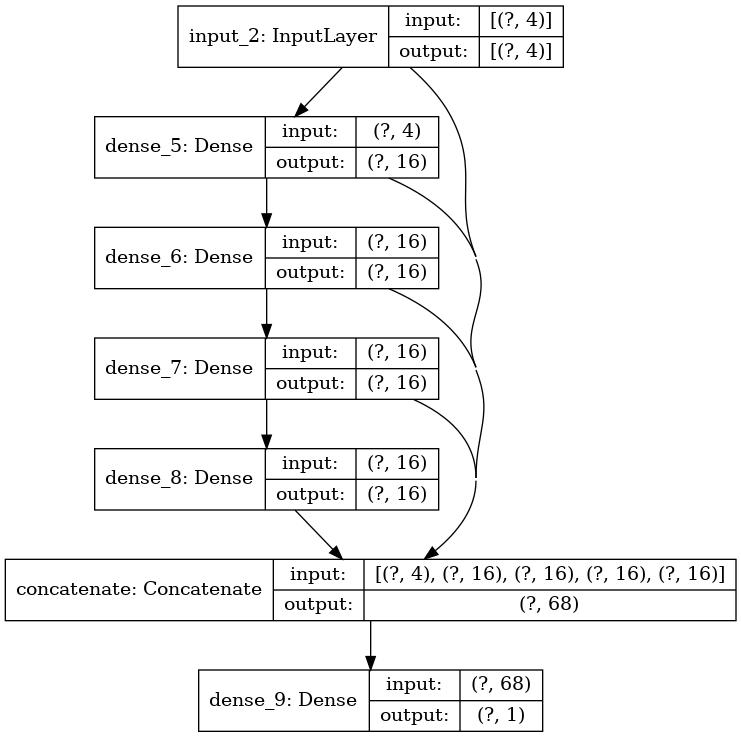 input_2: InputLayer
input: [(?, 4)]
output: [(?, 4)]
dense_5: Dense
input: (?, 4)
output: (?, 16)
dense_6: Dense
input: (?, 16)
output: (?, 16)
dense_7: Dense
input: (?, 16)
output: (?, 16)
dense_8: Dense
input: (?, 16)
output: (?, 16)
concatenate: Concatenate
input: [(?, 4), (?, 16), (?, 16), (?, 16), (?, 16)]
output: (?, 68)
dense_9: Dense
input: (?, 68)
output: (?, 1)